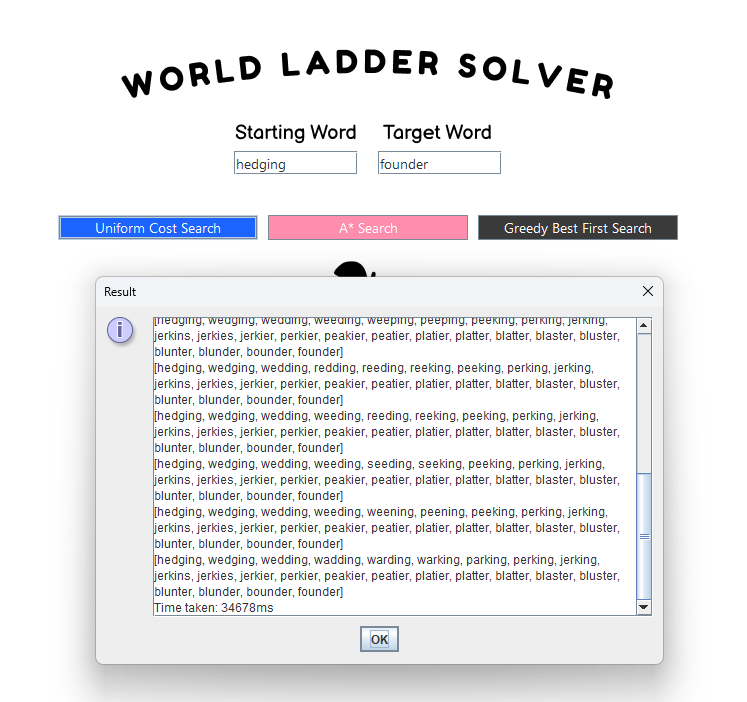 WORLD LADDER SOLVER
Starting Word
Target Word
hedging
founder
Uniform Cost Search
A* Search
Greedy Best First Search
Result
[hedging, wedging, wedding, weeding, weeping, peeping, peeking, perking, jerking,
jerkins, jerkies, jerkier, perkier, peakier, peatier, platier, platter, blatter, blaster, bluster,
blunter, blunder, bounder, founder]
[hedging, wedging, wedding, redding, reeding, reeking, peeking, perking, jerking,
jerkins, jerkies, jerkier, perkier, peakier, peatier, platier, platter, blatter, blaster, bluster,
blunter, blunder, bounder, founder]
[hedging, wedging, wedding, weeding, reeding, reeking, peeking, perking, jerking,
jerkins, jerkies, jerkier, perkier, peakier, peatier, platier, platter, blatter, blaster, bluster,
blunter, blunder, bounder, founder]
[hedging, wedging, wedding, weeding, seeding, seeking, peeking, perking, jerking,
jerkins, jerkies, jerkier, perkier, peakier, peatier, platier, platter, blatter, blaster, bluster,
blunter, blunder, bounder, founder]
[hedging, wedging, wedding, weeding, weening, peening, peeking, perking, jerking,
jerkins, jerkies, jerkier, perkier, peakier, peatier, platier, platter, blatter, blaster, bluster,
blunter, blunder, bounder, founder]
[hedging, wedging, wedding, wadding, warding, warking, parking, perking, jerking,
jerkins, jerkies, jerkier, perkier, peakier, peatier, platier, platter, blatter, blaster, bluster,
blunter, blunder, bounder, founder]
Time taken: 34678ms
OK